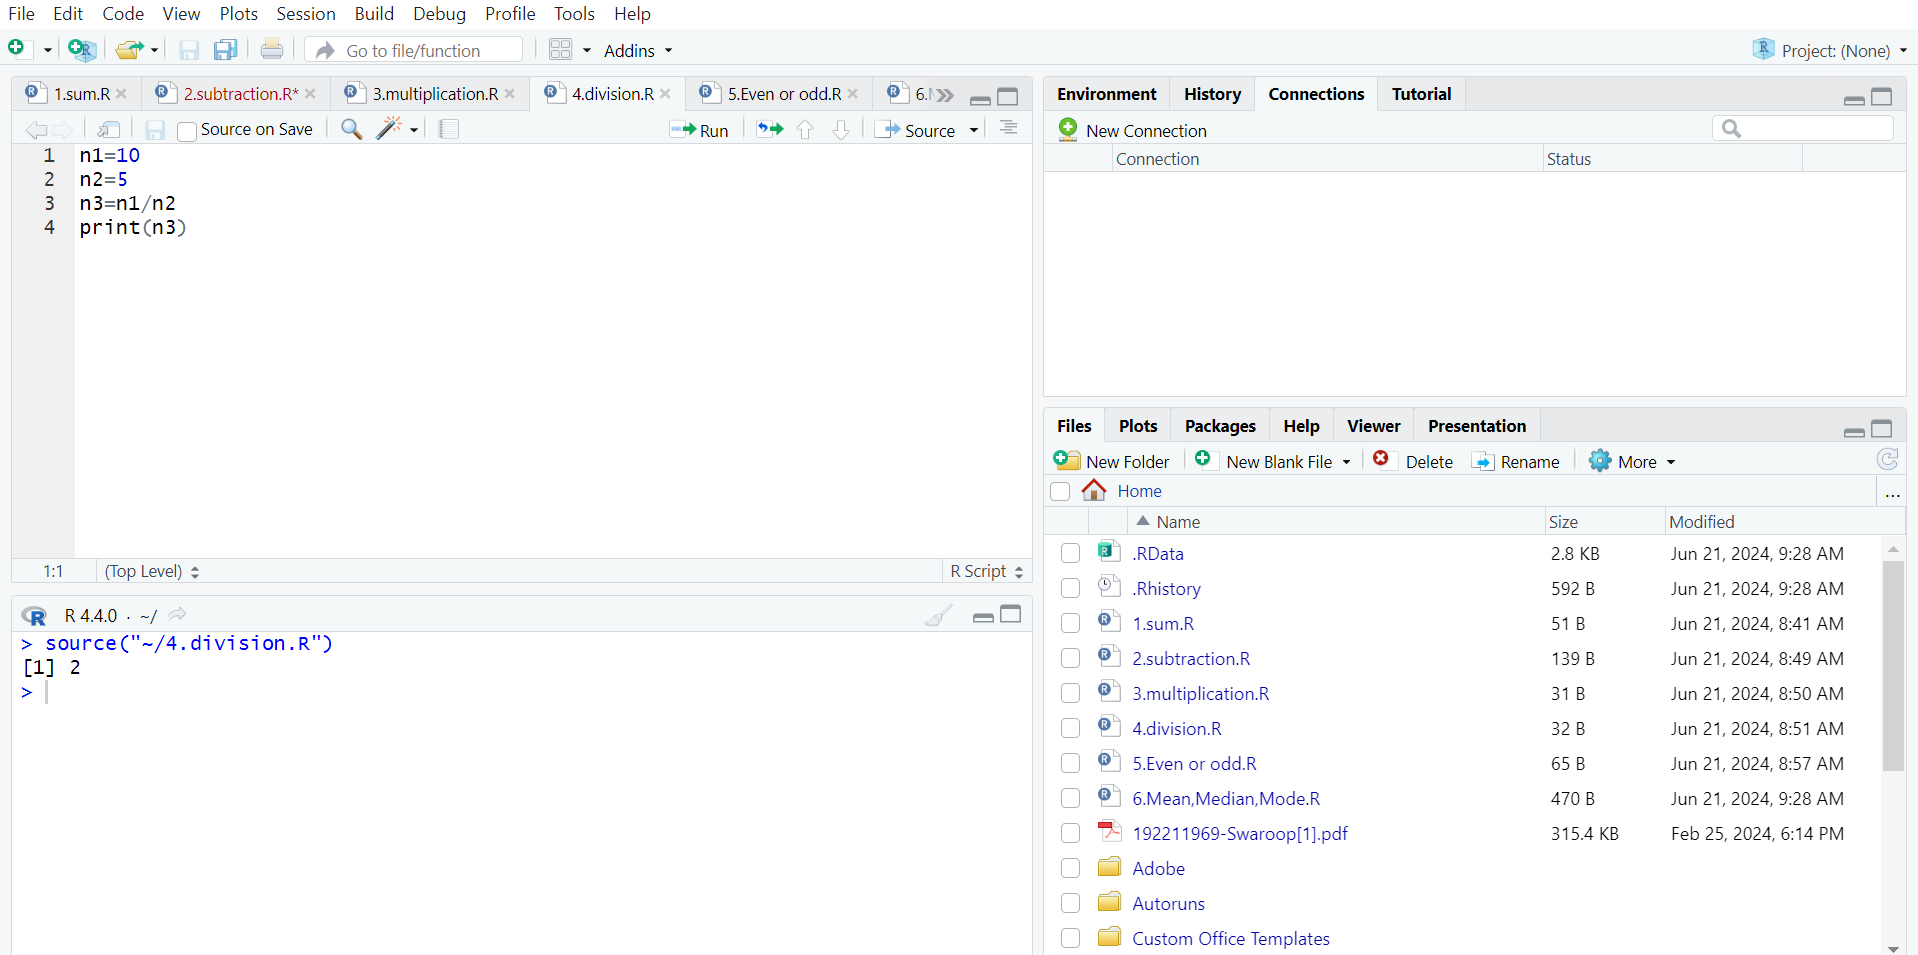 File Edit Code View Plots Session Build Debug Profile Tools Help
Go to file/function Addins Project: (None)
1.sum.R 2.subtraction.R* 3.multiplication.R 4.division.R 5.Even or odd.R 6.
Source on Save Run Source
1 n1=10
2 n2=5
3 n3=n1/n2
4 print(n3)
1:1 (Top Level) R Script
R 4.4.0 · ~/
> source("~/4.division.R")
[1] 2
>
Environment History Connections Tutorial
New Connection
Connection Status
Files Plots Packages Help Viewer Presentation
New Folder New Blank File Delete Rename More
Home ...
Name Size Modified
.RData 2.8 KB Jun 21, 2024, 9:28 AM
.Rhistory 592 B Jun 21, 2024, 9:28 AM
1.sum.R 51 B Jun 21, 2024, 8:41 AM
2.subtraction.R 139 B Jun 21, 2024, 8:49 AM
3.multiplication.R 31 B Jun 21, 2024, 8:50 AM
4.division.R 32 B Jun 21, 2024, 8:51 AM
5.Even or odd.R 65 B Jun 21, 2024, 8:57 AM
6.Mean,Median,Mode.R 470 B Jun 21, 2024, 9:28 AM
192211969-Swaroop[1].pdf 315.4 KB Feb 25, 2024, 6:14 PM
Adobe
Autoruns
Custom Office Templates